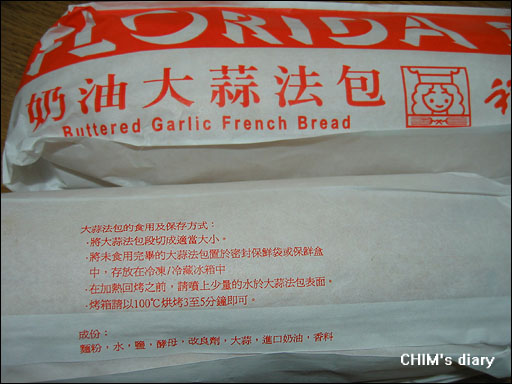 FLORIDA
奶油大蒜法包
Buttered Garlic French Bread
大蒜法包的食用及保存方式：
·將大蒜法包段切成適當大小。
·將未食用完畢的大蒜法包置於密封保鮮袋或保鮮盒
中，存放在冷凍/冷藏冰箱中
·在加熱回烤之前，請噴上少量的水於大蒜法包表面。
·烤箱請以100℃烘烤3至5分鐘即可。
成份：
麵粉，水，鹽，酵母，改良劑，大蒜，進口奶油，香料
CHIM's diary